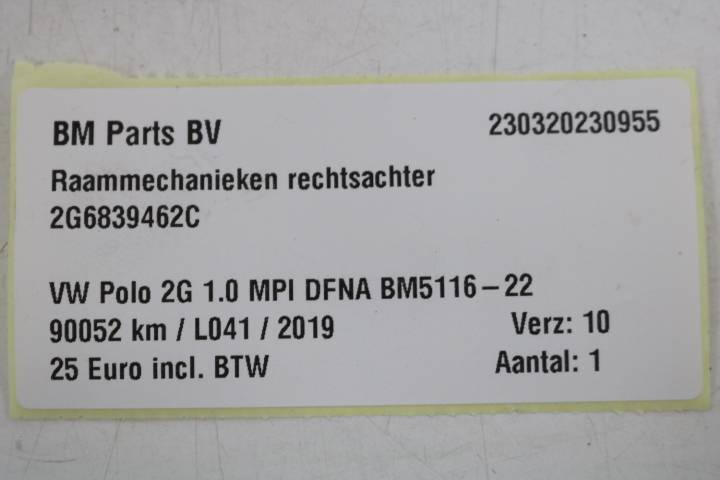 BM Parts BV 230320230955
Raammechanieken rechtsachter
2G6839462C
VW Polo 2G 1.0 MPI DFNA BM5116-22
90052 km / L041 / 2019 Verz: 10
25 Euro incl. BTW Aantal: 1